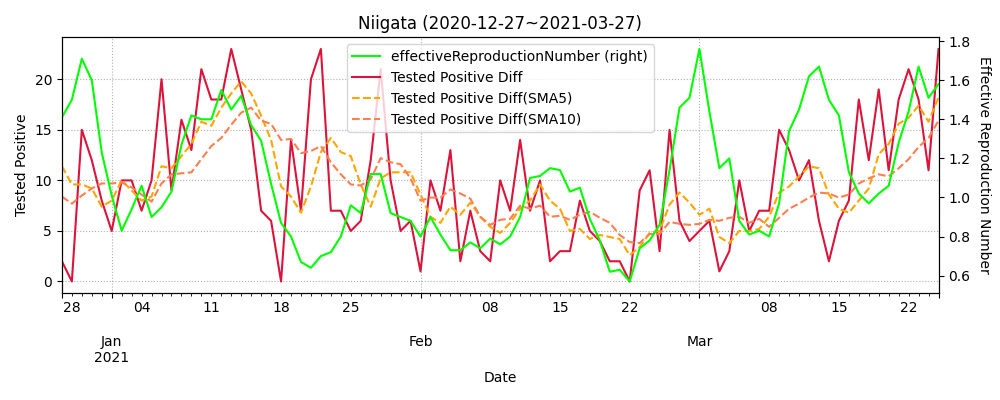 Niigata (2020-12-27~2021-03-27)
effectiveReproductionNumber (right)
Tested Positive Diff
Tested Positive Diff(SMA5)
Tested Positive Diff(SMA10)
Tested Positive
20
15
10
5
0
1.8
1.6
1.4
1.2
1.0
0.8
0.6
Effective Reproduction Number
28 04 11 18 25 08 15 22 08 15 22
Jan Feb Mar
2021
Date